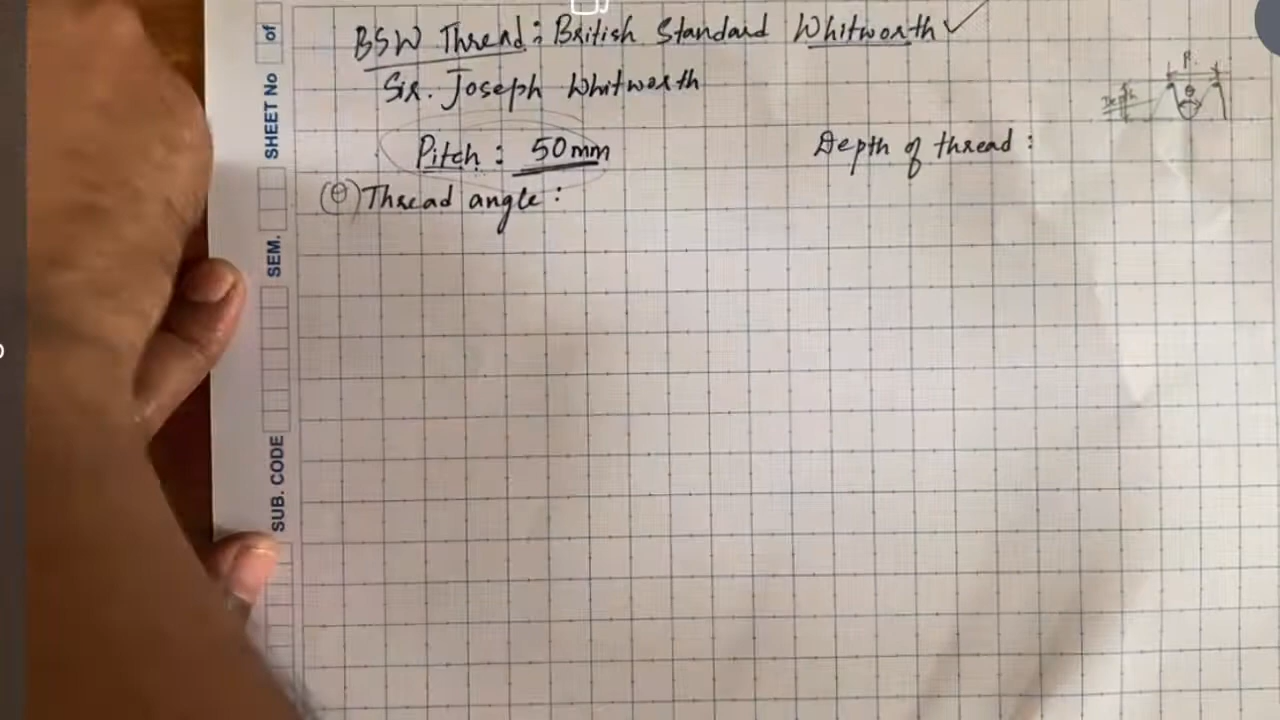 BSW Thread: British Standard Whitworth ✓
Sir. Joseph Whitworth
P.
θ
Depth
Pitch : 50mm
Depth of thread :
(θ) Thread angle :
SHEET No of
SEM.
SUB. CODE